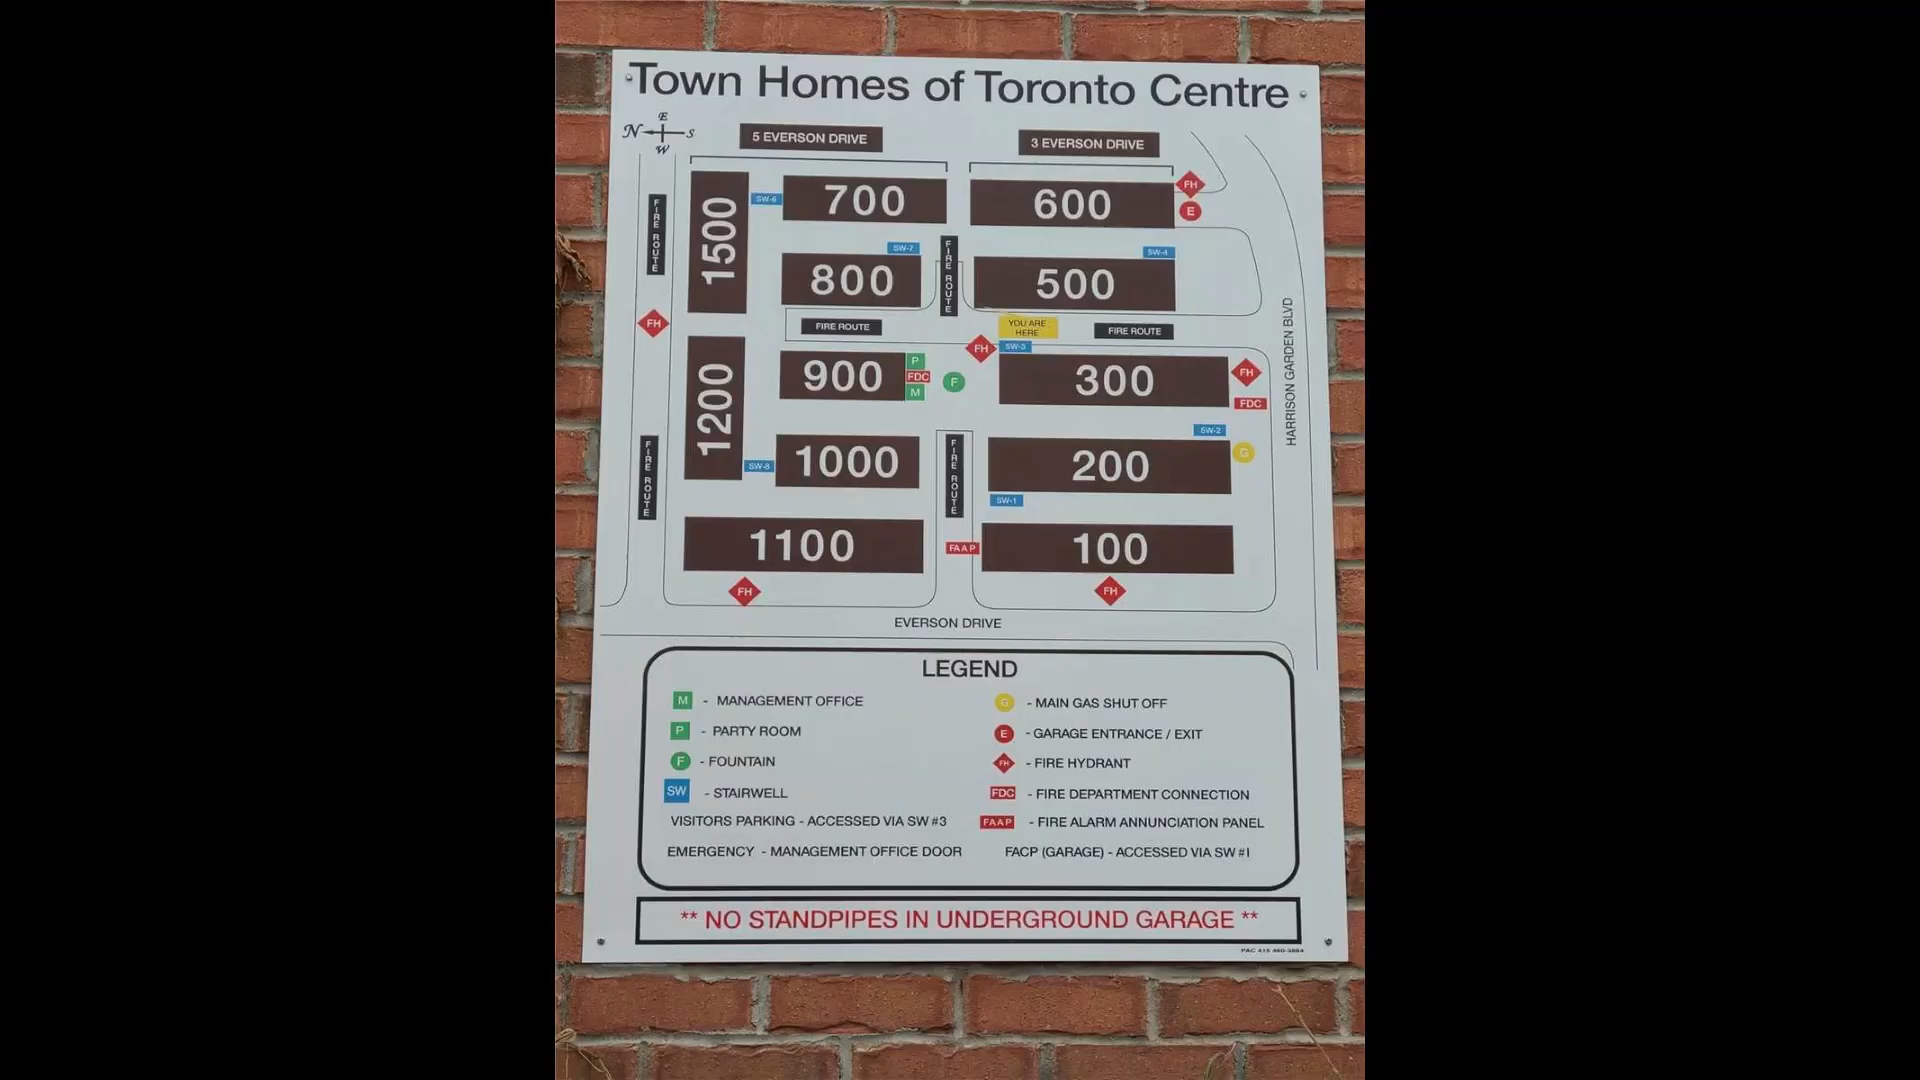 Town Homes of Toronto Centre
E
N S
W
5 EVERSON DRIVE
3 EVERSON DRIVE
FIRE ROUTE
1500
SW-6
700
600
FH
E
SW-7
800
FIRE ROUTE
SW-4
500
FH
FIRE ROUTE
YOU ARE
HERE
FIRE ROUTE
HARRISON GARDEN BLVD
1200
900
P
FDC
M
F
FH
SW-3
300
FH
FDC
FIRE ROUTE
SW-8
1000
FIRE ROUTE
SW-2
200
G
SW-1
1100
FAAP
100
FH
FH
EVERSON DRIVE
LEGEND
M - MANAGEMENT OFFICE
P - PARTY ROOM
F - FOUNTAIN
SW - STAIRWELL
VISITORS PARKING - ACCESSED VIA SW #3
EMERGENCY - MANAGEMENT OFFICE DOOR
G - MAIN GAS SHUT OFF
E - GARAGE ENTRANCE / EXIT
FH - FIRE HYDRANT
FDC - FIRE DEPARTMENT CONNECTION
FAAP - FIRE ALARM ANNUNCIATION PANEL
FACP (GARAGE) - ACCESSED VIA SW #1
** NO STANDPIPES IN UNDERGROUND GARAGE **